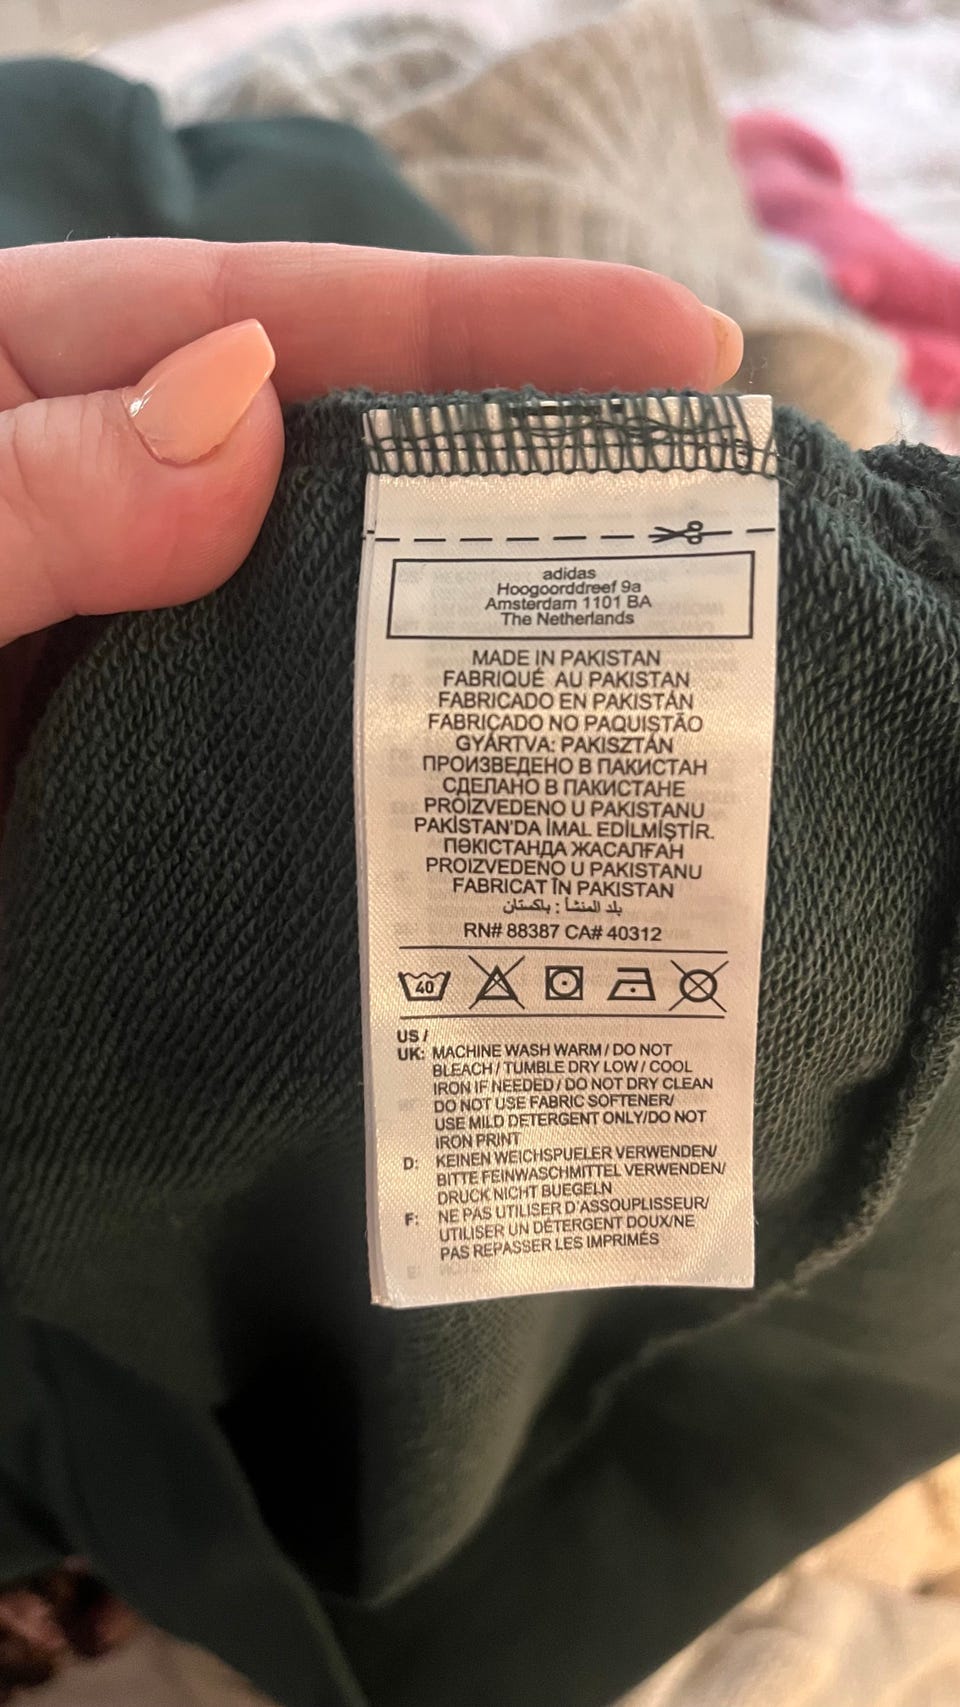 adidas
Hoogoorddreef 9a
Amsterdam 1101 BA
The Netherlands
MADE IN PAKISTAN
FABRIQUÉ AU PAKISTAN
FABRICADO EN PAKISTÁN
FABRICADO NO PAQUISTÃO
GYÁRTVA: PAKISZTÁN
ПРОИЗВЕДЕНО В ПАКИСТАН
СДЕЛАНО В ПАКИСТАНЕ
PROIZVEDENO U PAKISTANU
PAKİSTAN'DA İMAL EDİLMİŞTİR.
ПӘКІСТАНДА ЖАСАЛҒАН
PROIZVEDENO U PAKISTANU
FABRICAT ÎN PAKISTAN
بلد المنشأ : باكستان
RN# 88387 CA# 40312
40
US /
UK: MACHINE WASH WARM / DO NOT
BLEACH / TUMBLE DRY LOW / COOL
IRON IF NEEDED / DO NOT DRY CLEAN
DO NOT USE FABRIC SOFTENER/
USE MILD DETERGENT ONLY/DO NOT
IRON PRINT
D: KEINEN WEICHSPUELER VERWENDEN/
BITTE FEINWASCHMITTEL VERWENDEN/
DRUCK NICHT BUEGELN
F: NE PAS UTILISER D'ASSOUPLISSEUR/
UTILISER UN DÉTERGENT DOUX/NE
PAS REPASSER LES IMPRIMÉS